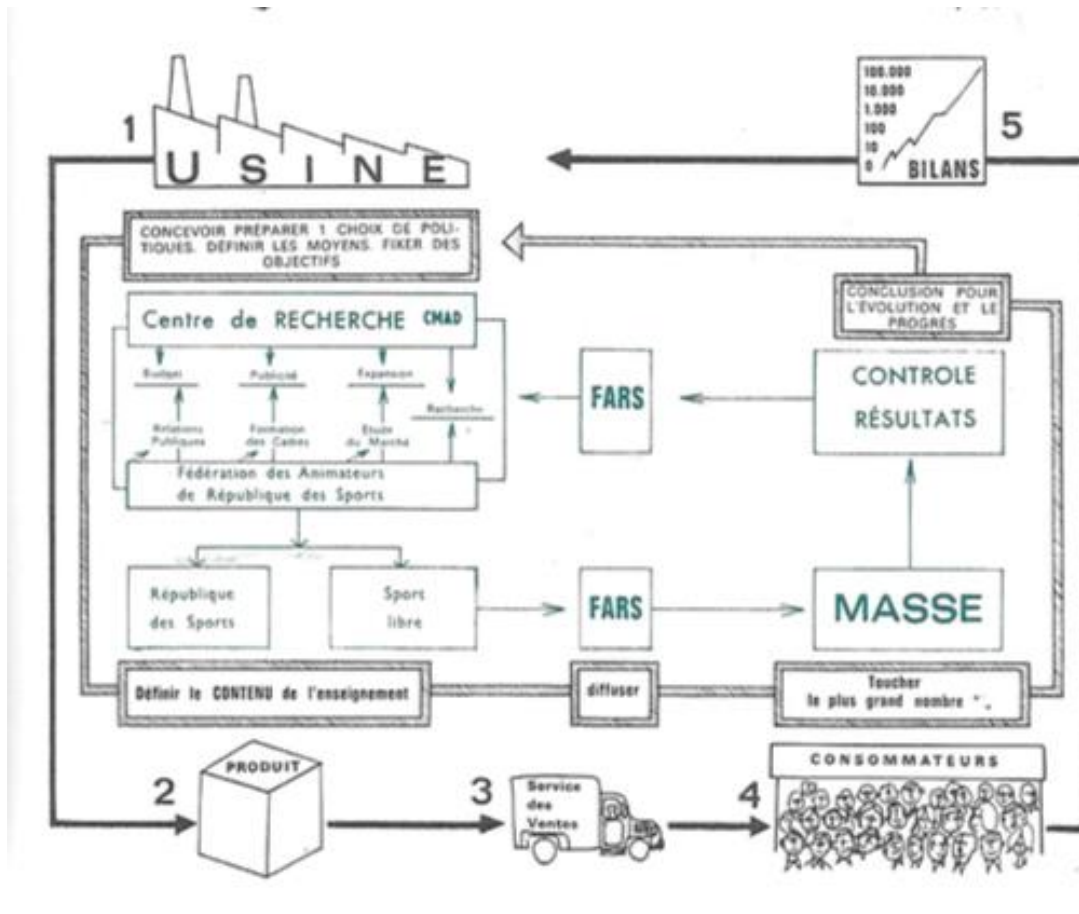 1
USINE
100.000
10.000
1.000
100
10
0
BILANS
5
CONCEVOIR PRÉPARER 1 CHOIX DE POLI-
TIQUES. DÉFINIR LES MOYENS. FIXER DES
OBJECTIFS
CONCLUSION POUR
L'ÉVOLUTION ET LE
PROGRÉS
Centre de RECHERCHE CMAD
Budget
Publicité
Expansion
Recherche
Relations
Publiques
Formation
des Cadres
Etude
du Marché
Fédération des Animateurs
de République des Sports
FARS
CONTROLE
RÉSULTATS
République
des Sports
Sport
libre
FARS
MASSE
Définir le CONTENU de l'enseignement
diffuser
Toucher
le plus grand nombre
2
PRODUIT
3
Service
des
Ventes
4
CONSOMMATEURS